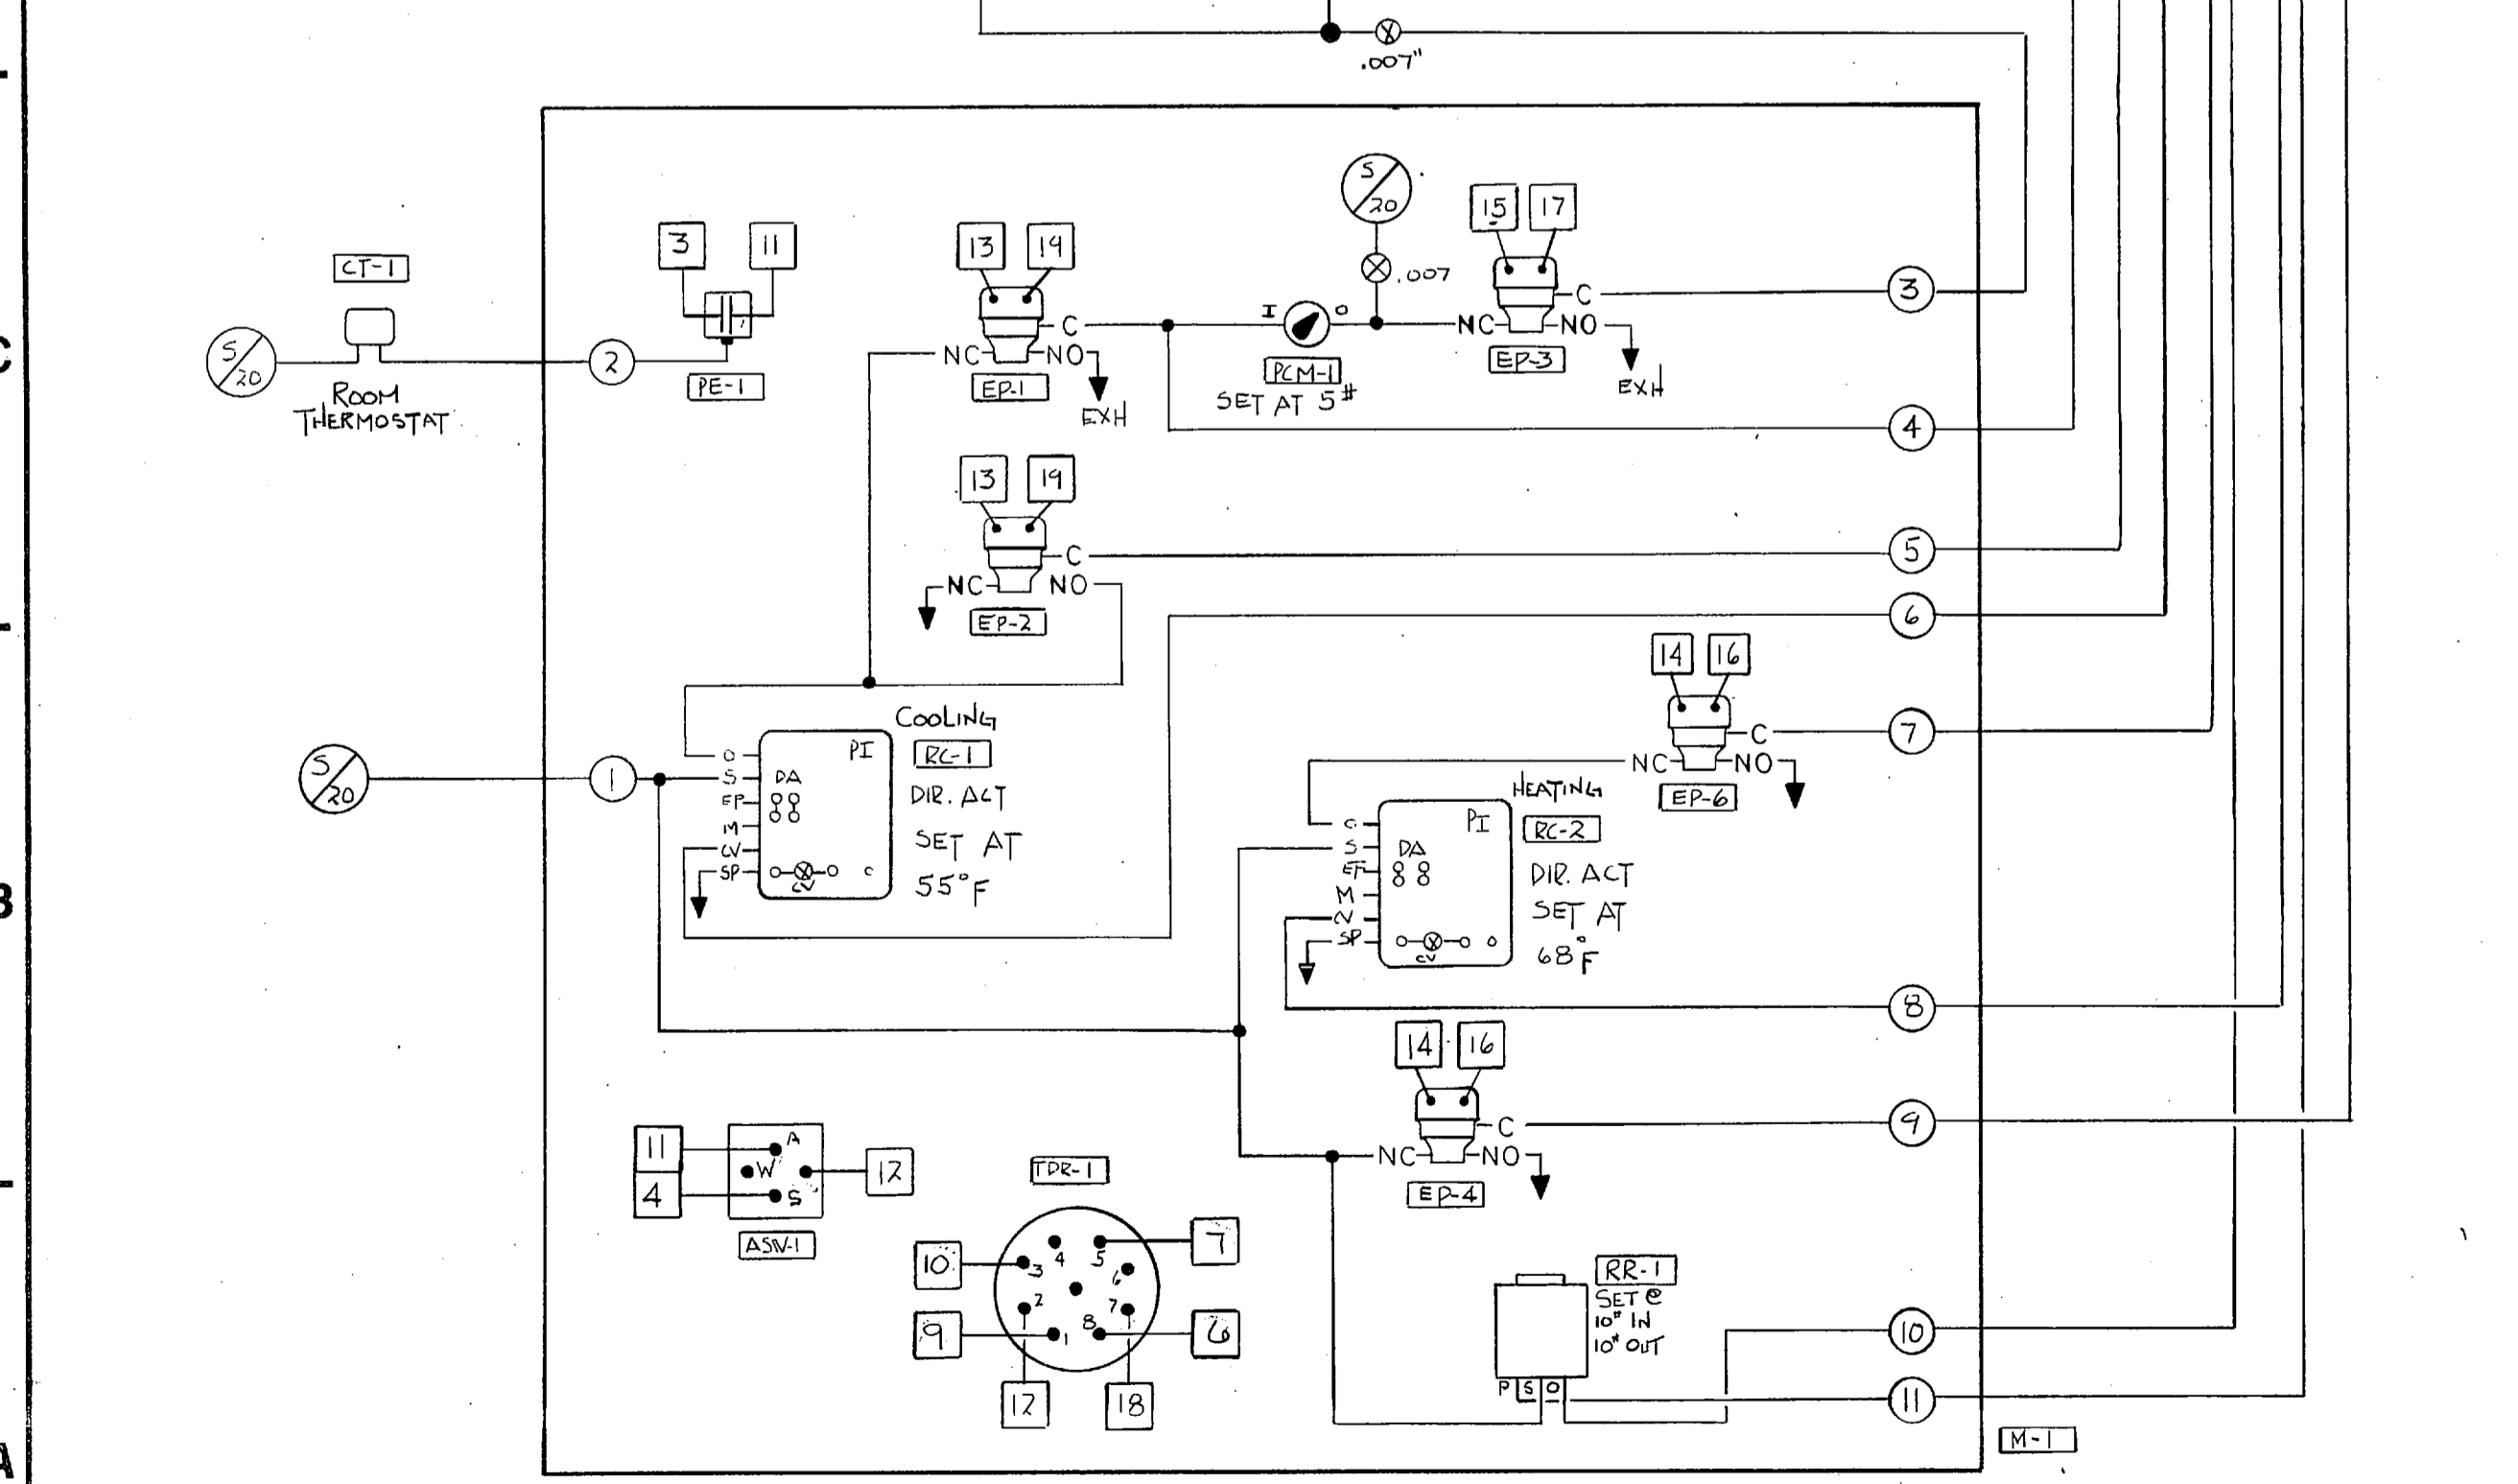 .007"
S
20
.007
15
17
3
11
13
19
CT-1
I
O
C
3
NC
NO
S
20
2
C
NC
NO
EP-3
EXH
PE-1
EP-1
EXH
PCM-1
SET AT 5#
ROOM
THERMOSTAT
4
13
19
C
5
NC
NO
EP-2
6
14
16
COOLING
C
7
NC
NO
EP-6
S
20
1
O
S
EP
M
CV
SP
PI
DA
CV
RC-1
DIR. ACT
SET AT
55°F
HEATING
RC-2
DIR. ACT
SET AT
68°F
S
M
SP
PI
DA
CV
8
14
16
C
9
NC
NO
EP-4
11
4
A
W
S
12
TDR-1
10
9
12
18
7
6
3
4
5
6
2
7
1
8
RR-1
SET @
10# IN
10# OUT
P S O
10
11
M-1
C
B
A